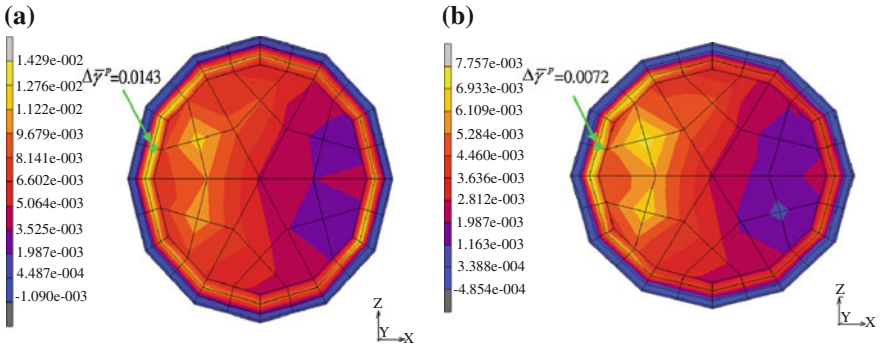 (a)
1.429e-002
1.276e-002
1.122e-002
9.679e-003
8.141e-003
6.602e-003
5.064e-003
3.525e-003
1.987e-003
4.487e-004
-1.090e-003
Δγ̄ᵖ=0.0143
Z
Y
X
(b)
7.757e-003
6.933e-003
6.109e-003
5.284e-003
4.460e-003
3.636e-003
2.812e-003
1.987e-003
1.163e-003
3.388e-004
-4.854e-004
Δγ̄ᵖ=0.0072
Z
Y
X